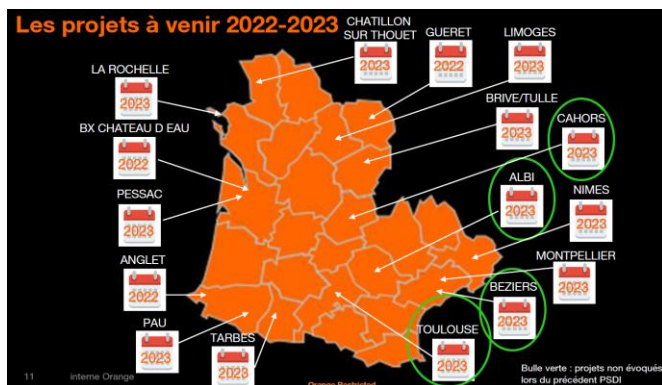 Les projets à venir 2022-2023
CHATILLON
SUR THOUET
2023
GUERET
2022
LIMOGES
2023
LA ROCHELLE
2023
BRIVE/TULLE
2023
CAHORS
2023
BX CHATEAU D EAU
2022
ALBI
2023
NIMES
2023
PESSAC
2023
MONTPELLIER
2023
ANGLET
2022
BEZIERS
2023
PAU
2023
TARBES
2023
TOULOUSE
2023
Bulle verte : projets non évoqués
lors du précédent PSDI
11 interne Orange
Orange Restricted